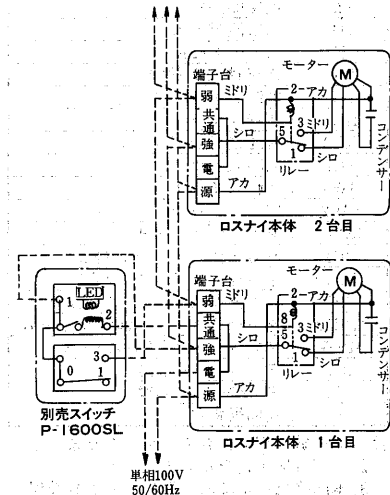 モーター
M
端子台
弱
ミドリ
2
アカ
共通
3ミドリ
5
強
1
シロ
シロ
リレー
コンデンサ
電
源
アカ
ロスナイ本体 2台目
モーター
M
端子台
弱
ミドリ
2
アカ
共通
8
3ミドリ
シロ
5
強
1
シロ
リレー
コンデンサー
電
源
アカ
ロスナイ本体 1台目
LED
1
2
3
0
1
別売スイッチ
P-1600SL
単相100V
50/60Hz